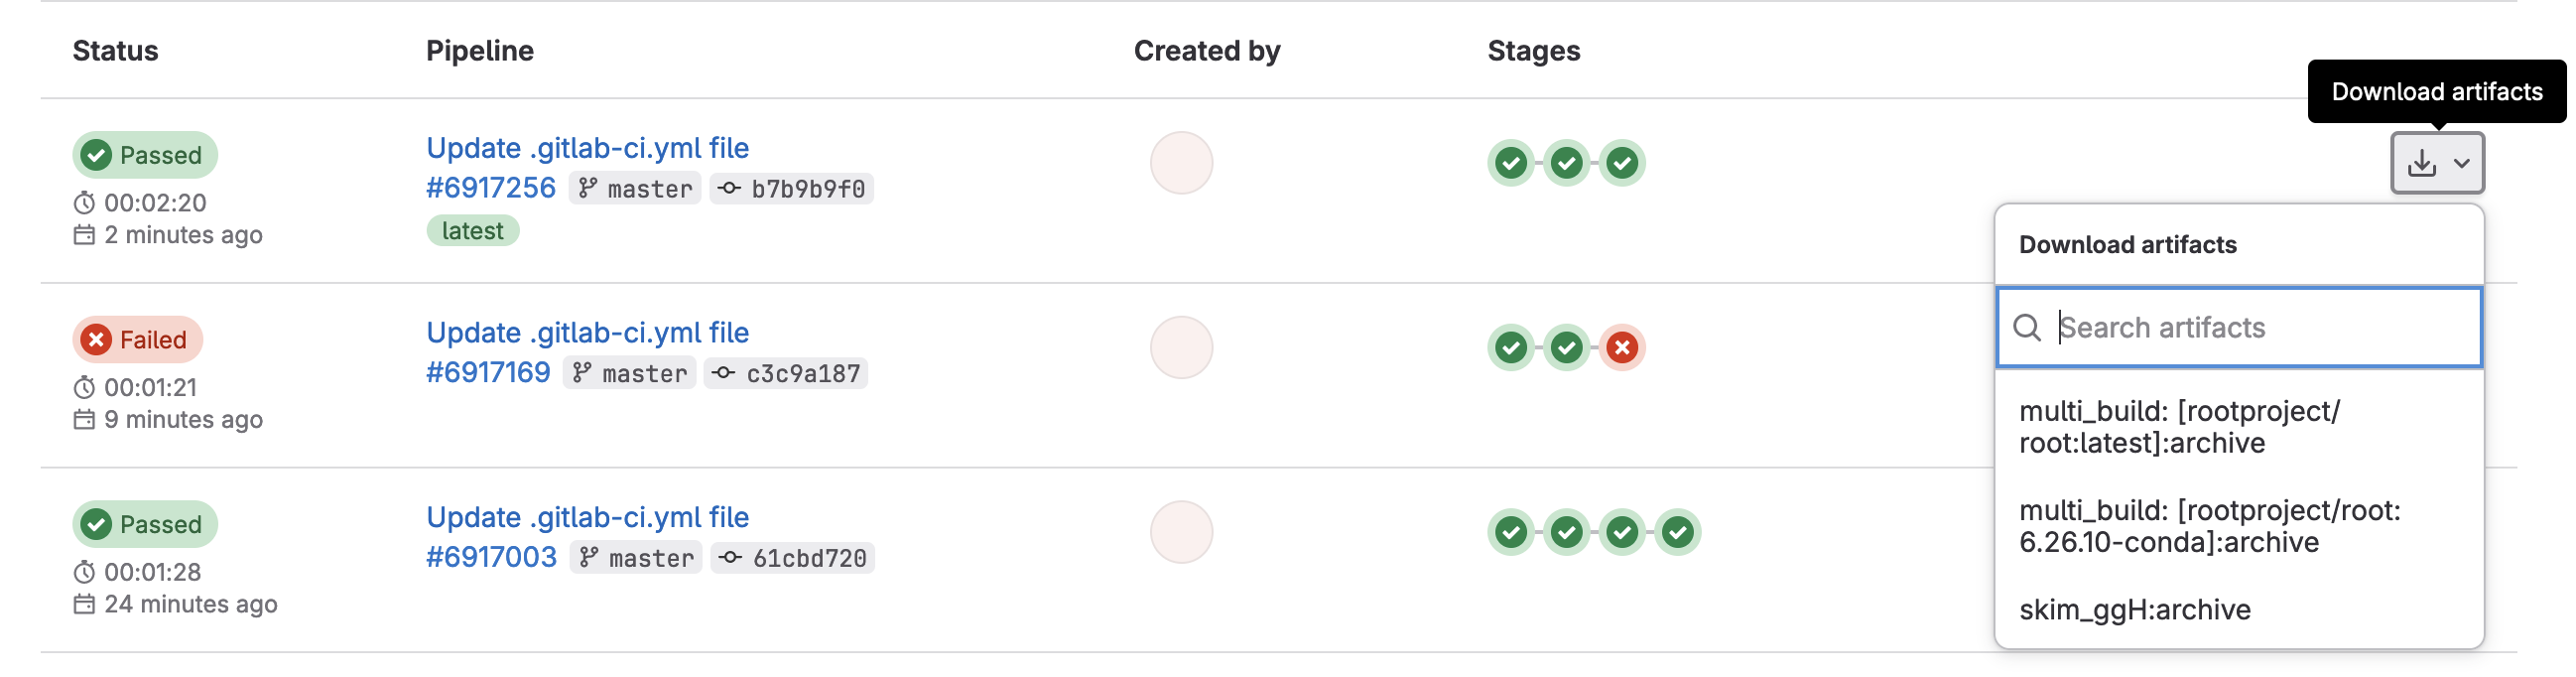 Status Pipeline Created by Stages
Download artifacts
Passed
00:02:20
2 minutes ago
Update .gitlab-ci.yml file
#6917256 master b7b9b9f0
latest
Failed
00:01:21
9 minutes ago
Update .gitlab-ci.yml file
#6917169 master c3c9a187
Passed
00:01:28
24 minutes ago
Update .gitlab-ci.yml file
#6917003 master 61cbd720
Download artifacts
Search artifacts
multi_build: [rootproject/
root:latest]:archive
multi_build: [rootproject/root:
6.26.10-conda]:archive
skim_ggH:archive